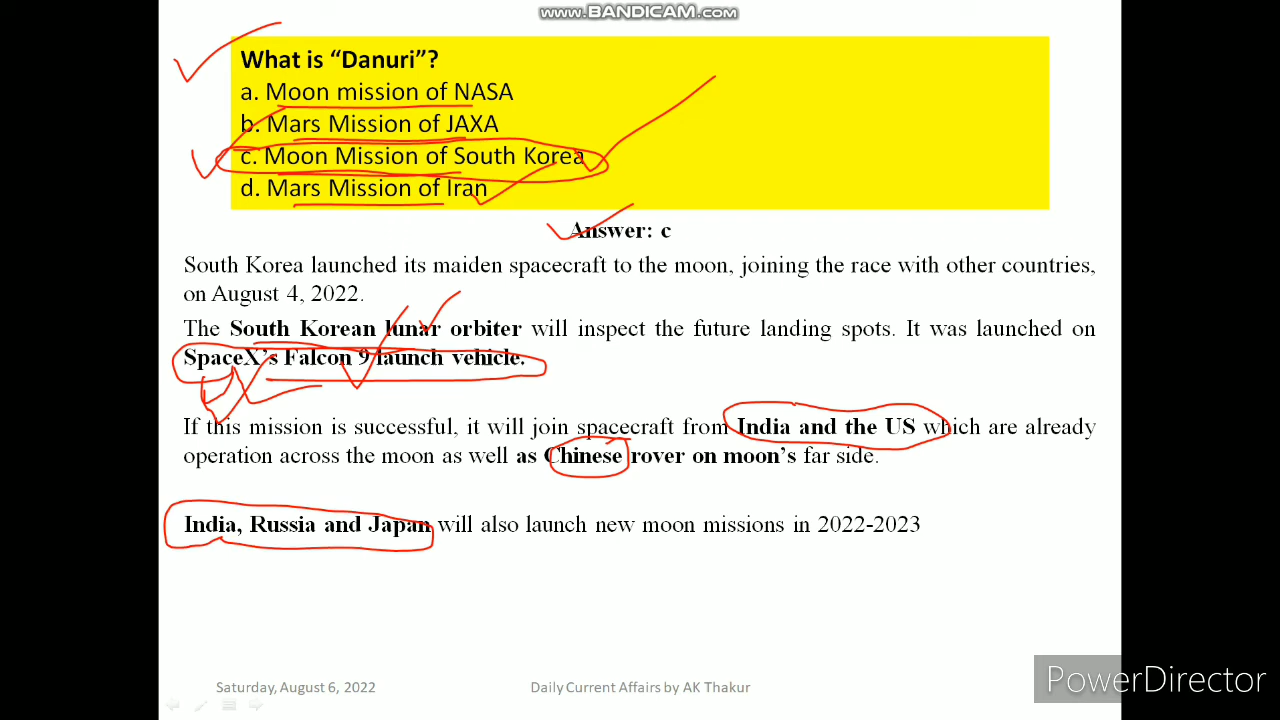 www.BANDICAM.com
What is “Danuri”?
a. Moon mission of NASA
b. Mars Mission of JAXA
c. Moon Mission of South Korea
d. Mars Mission of Iran
Answer: c
South Korea launched its maiden spacecraft to the moon, joining the race with other countries,
on August 4, 2022.
The South Korean lunar orbiter will inspect the future landing spots. It was launched on
SpaceX’s Falcon 9 launch vehicle.
If this mission is successful, it will join spacecraft from India and the US which are already
operation across the moon as well as Chinese rover on moon’s far side.
India, Russia and Japan will also launch new moon missions in 2022-2023
Saturday, August 6, 2022
Daily Current Affairs by AK Thakur
PowerDirector